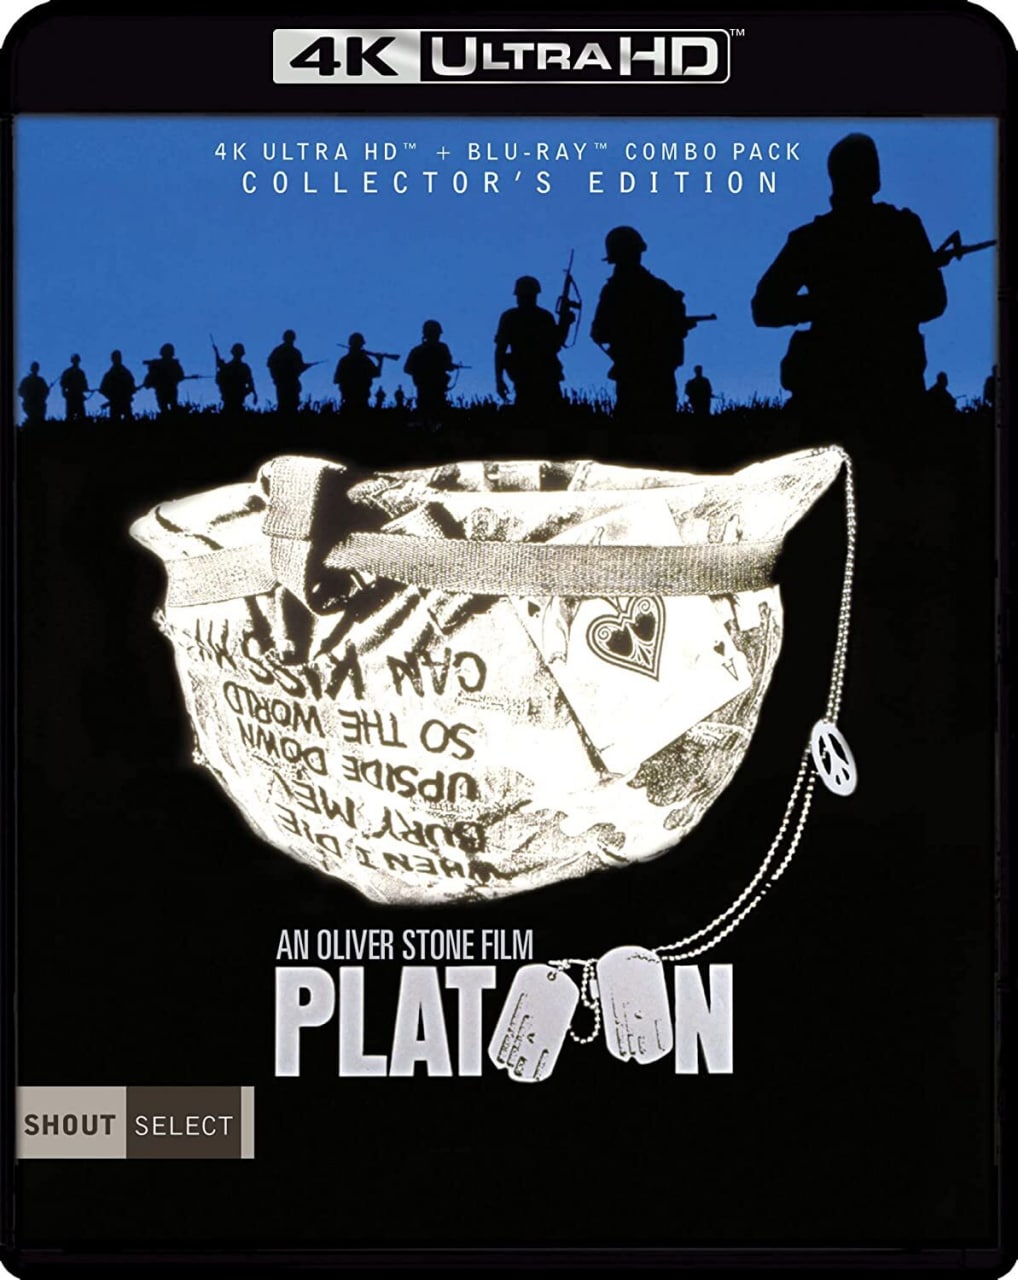 4K ULTRA HD™
4K ULTRA HD™ + BLU-RAY™ COMBO PACK
COLLECTOR'S EDITION
WHEN I DIE
BURY ME
UPSIDE DOWN
SO THE WORLD
CAN KISS MY
A
AN OLIVER STONE FILM
PLATOON
SHOUT SELECT